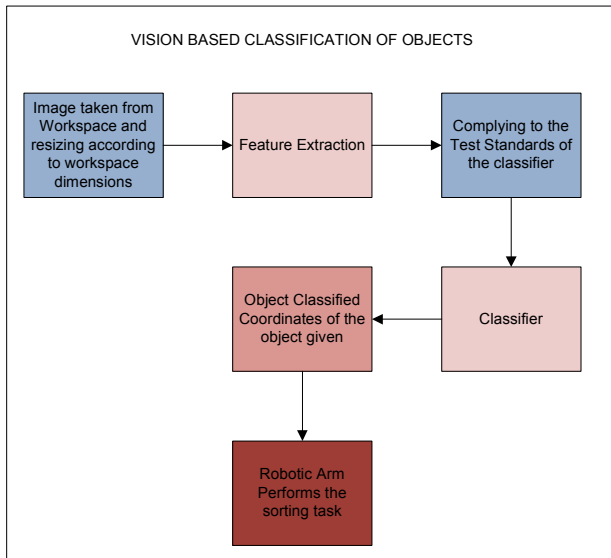 VISION BASED CLASSIFICATION OF OBJECTS
Image taken from
Workspace and
resizing according
to workspace
dimensions
Feature Extraction
Complying to the
Test Standards of
the classifier
Object Classified
Coordinates of the
object given
Classifier
Robotic Arm
Performs the
sorting task